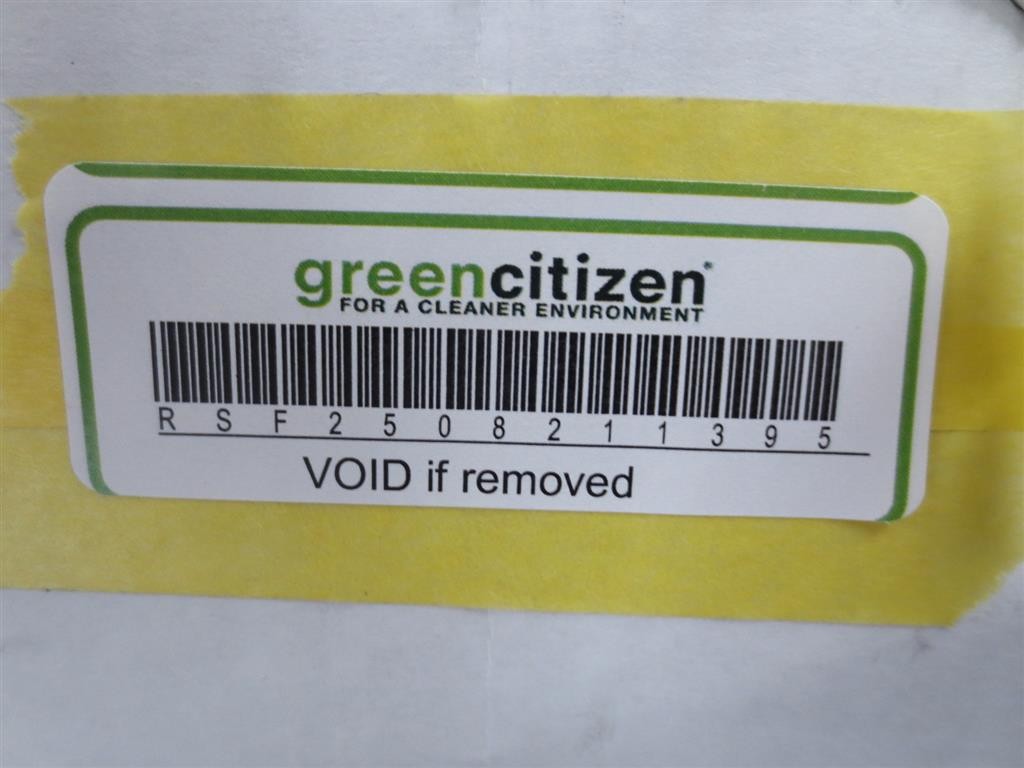 greencitizen
FOR A CLEANER ENVIRONMENT
RSF2508211395
VOID if removed